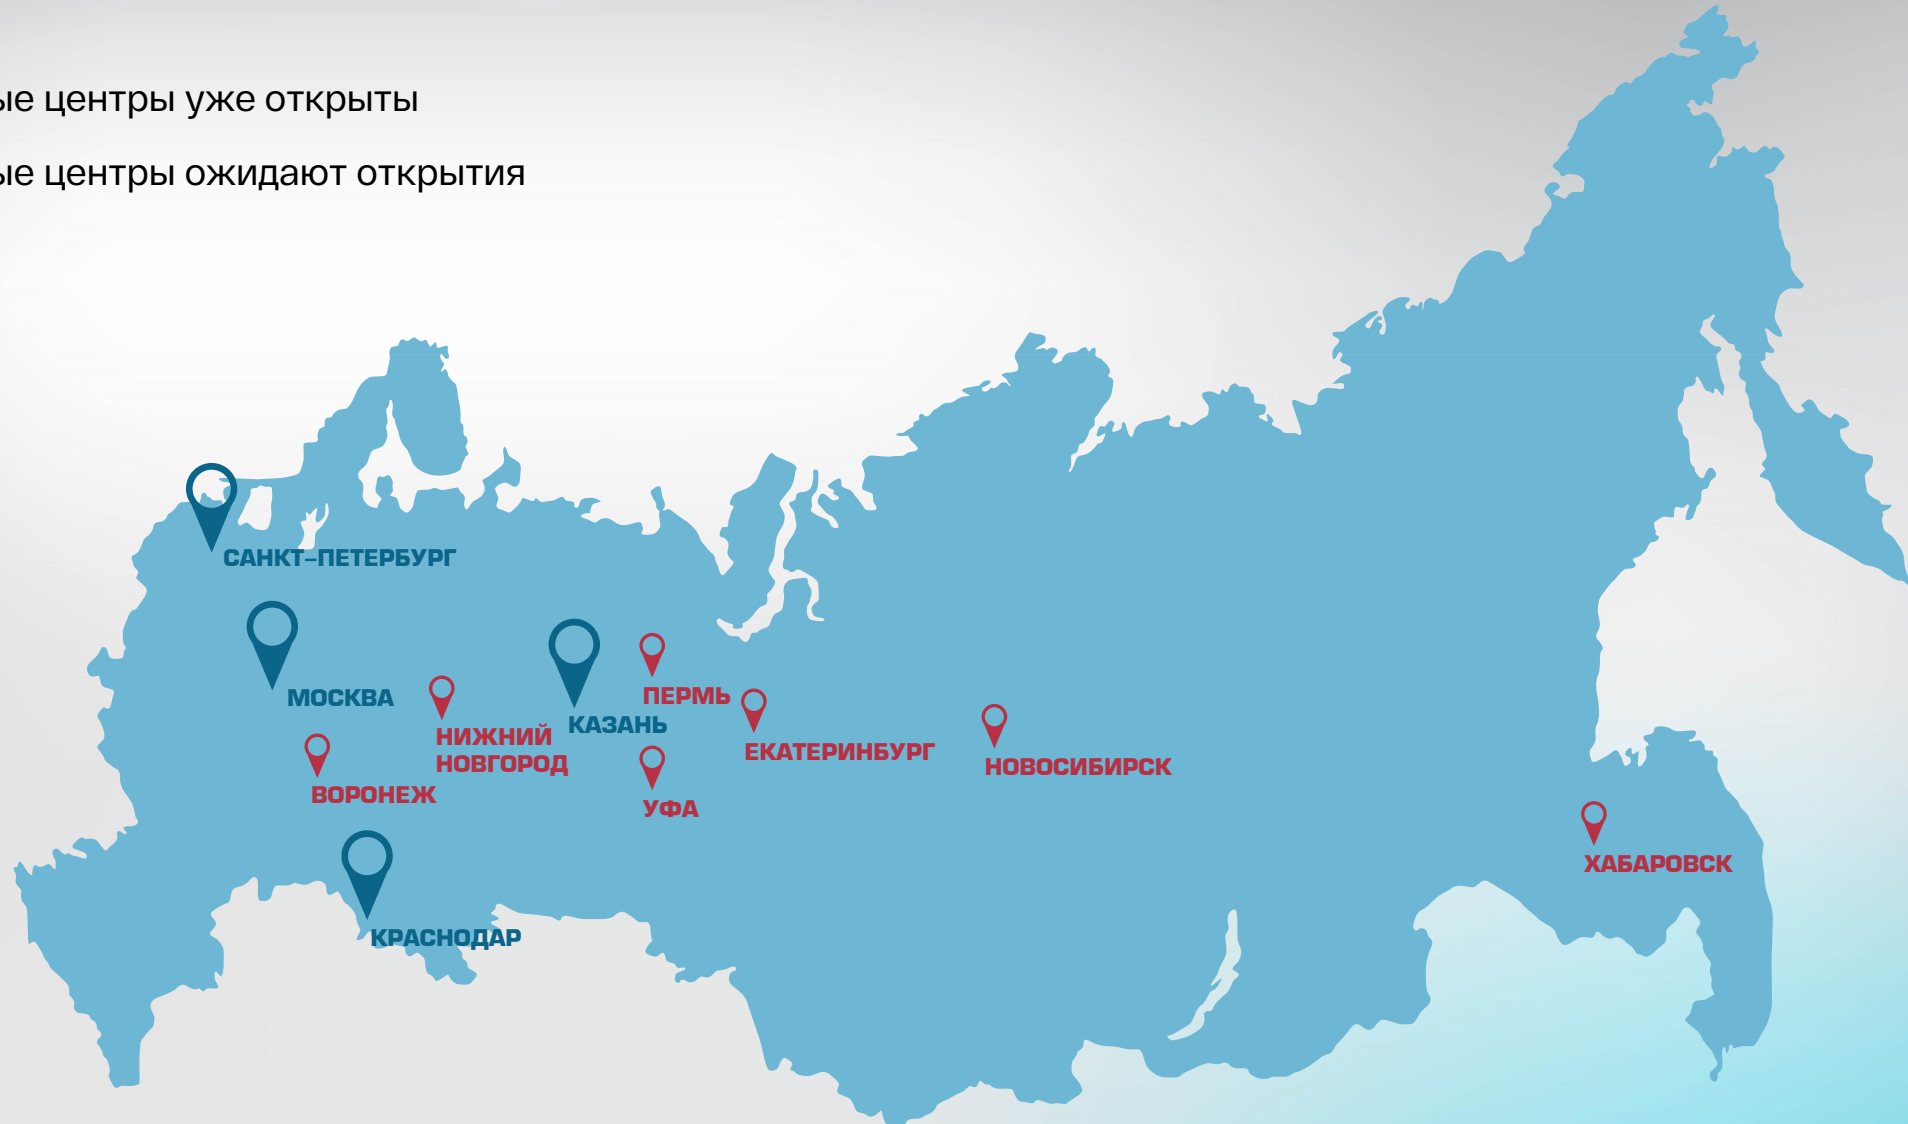 ые центры уже открыты
ые центры ожидают открытия
САНКТ-ПЕТЕРБУРГ
МОСКВА
ПЕРМЬ
КАЗАНЬ
НИЖНИЙ
НОВГОРОД
ЕКАТЕРИНБУРГ
НОВОСИБИРСК
ВОРОНЕЖ
УФА
ХАБАРОВСК
КРАСНОДАР